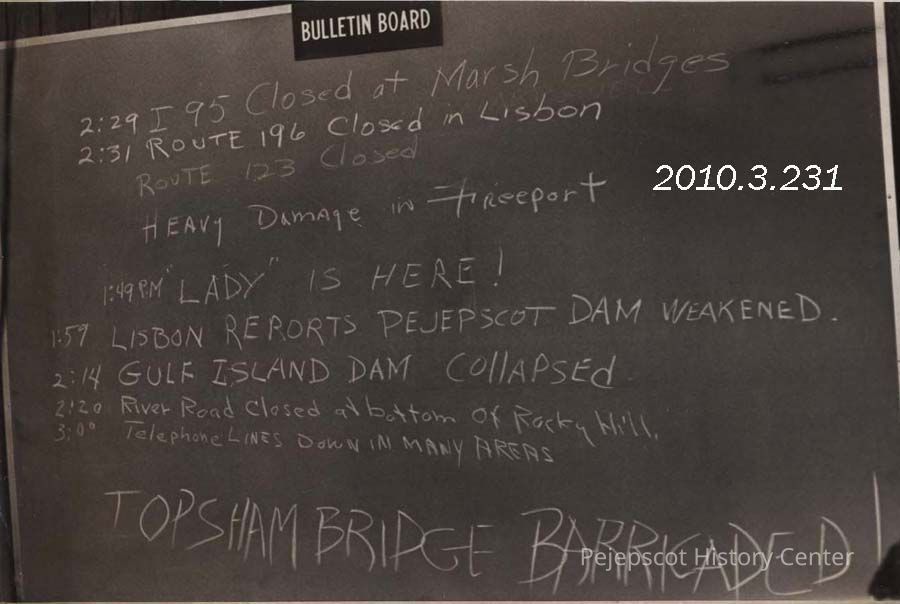 BULLETIN BOARD
2:29 I 95 Closed at Marsh Bridges
2:31 ROUTE 196 Closed in Lisbon
ROUTE 123 Closed
2010.3.231
HEAVY Damage in Freeport
1:49 PM "LADY" IS HERE!
1:59 LISBON REPORTS PEJEPSCOT DAM WEAKENED.
2:14 GULF ISLAND DAM COllAPSEd
2:20 River Road Closed at bottom of Rocky Hill.
3:00 Telephone LINES DOWN IN MANY AREAS
TOPSHAM BRIDGE BARRICADED!
Pejepscot History Center